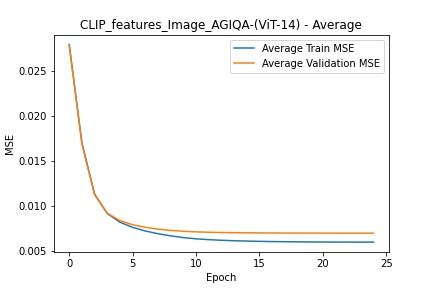 CLIP_features_Image_AGIQA-(ViT-14) - Average
Average Train MSE
Average Validation MSE
MSE
0.025
0.020
0.015
0.010
0.005
0 5 10 15 20 25
Epoch